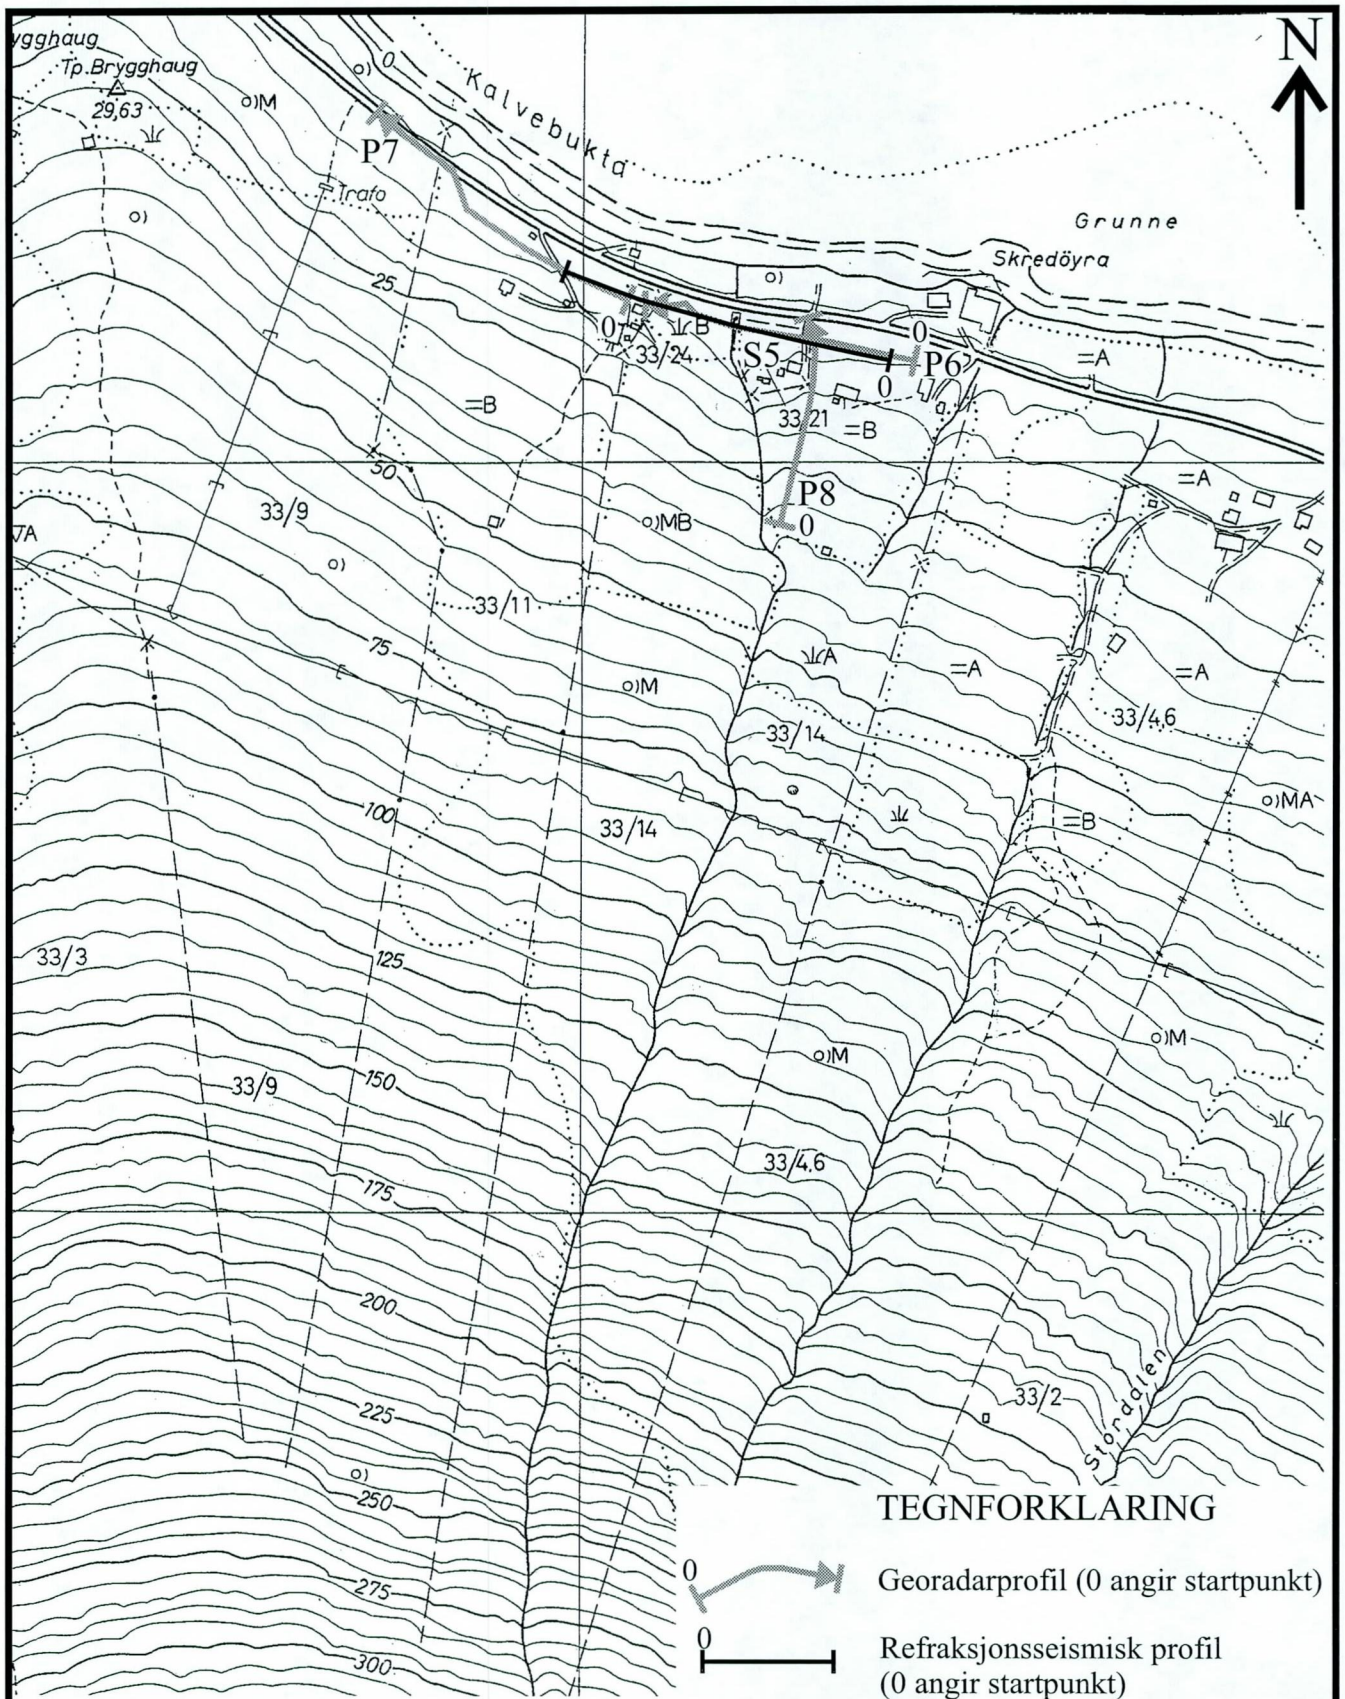 ygghaug
Tp.Brygghaug
29,63
o)M
o)
0
Kalvebukta
N
P7
Trafo
o)
Grunne
Skredöyra
o)
25
0
33/24
B
S5
0
P6
0
=A
33/21
=B
=B
50
P8
0
=A
33/9
o)MB
A
o)
33/11
75
A
=A
=A
o)M
33/14
33/4,6
100
33/14
o)MA
=B
33/3
125
o)M
o)M
150
33/9
33/4,6
175
200
Stordalen
33/2
225
o)
250
TEGNFORKLARING
275
0
Georadarprofil (0 angir startpunkt)
0
Refraksjonsseismisk profil
(0 angir startpunkt)
300